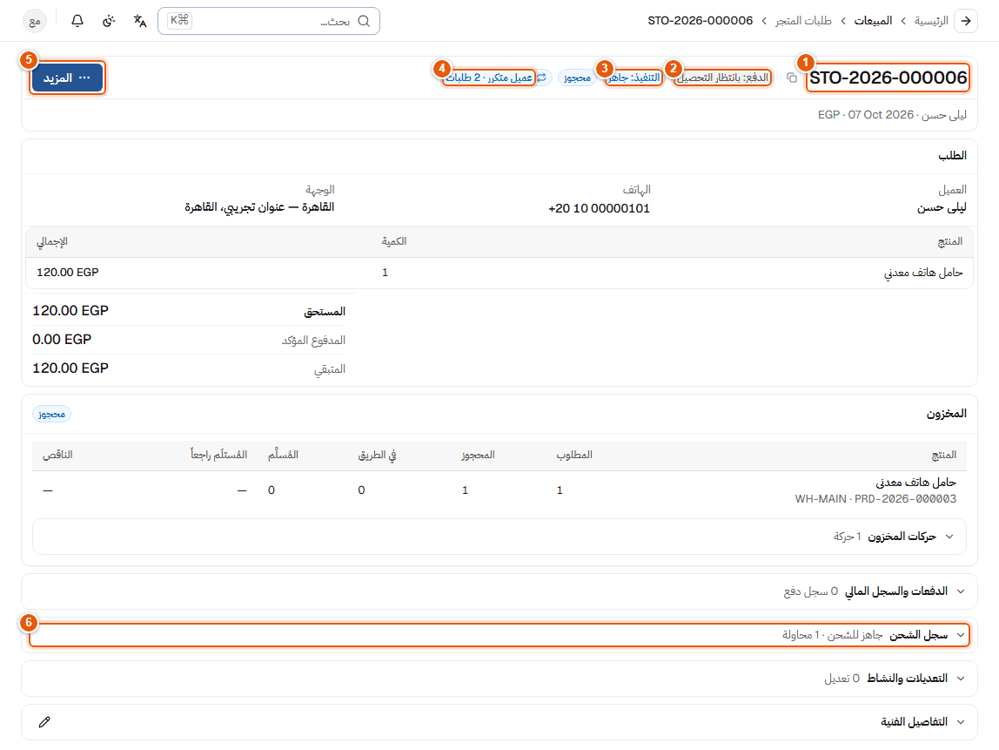 الرئيسية > المبيعات > طلبات المتجر > STO-2026-000006
بحث... ⌘K
مع
1 STO-2026-000006
2 الدفع: بانتظار التحصيل
3 التنفيذ: جاهز
محجوز
4 عميل متكرر · 2 طلبات
5 المزيد
ليلى حسن · 07 Oct 2026 · EGP
الطلب
العميل الهاتف الوجهة
ليلى حسن +20 10 00000101 القاهرة — عنوان تجريبي، القاهرة
المنتج الكمية الإجمالي
حامل هاتف معدني 1 120.00 EGP
المستحق 120.00 EGP
المدفوع المؤكد 0.00 EGP
المتبقي 120.00 EGP
المخزون محجوز
المنتج المطلوب المحجوز في الطريق المُسلَّم المُستلَم راجعاً الناقص
حامل هاتف معدني 1 1 0 0 — —
WH-MAIN · PRD-2026-000003
حركات المخزون 1 حركة
الدفعات والسجل المالي 0 سجل دفع
6 سجل الشحن جاهز للشحن · 1 محاولة
التعديلات والنشاط 0 تعديل
التفاصيل الفنية